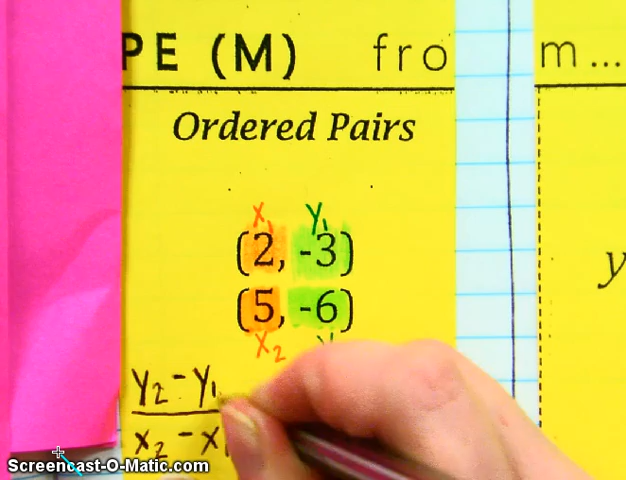 PE (M) fro m...
Ordered Pairs
x₁ y₁
(2, -3)
(5, -6)
x₂ y
y₂ - y₁
x₂ - x₁
y
Screencast-O-Matic.com